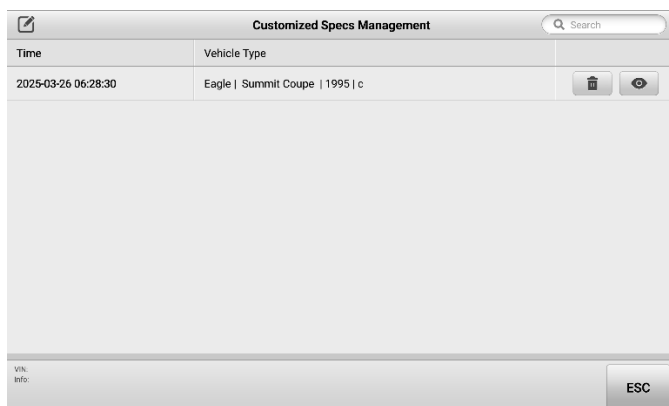 Customized Specs Management
Search
Time Vehicle Type
2025-03-26 06:28:30 Eagle | Summit Coupe | 1995 | c
VIN:
Info:
ESC